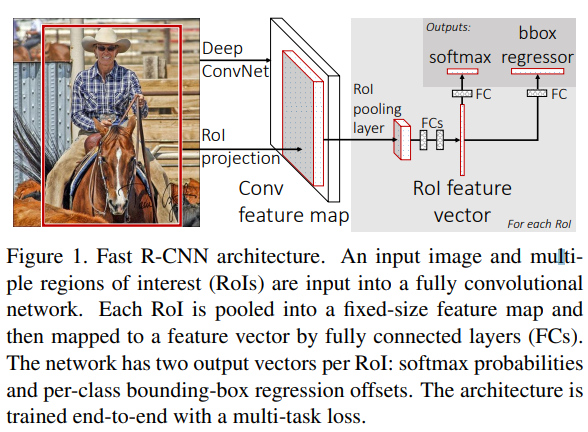 Outputs:
bbox
softmax regressor
Deep
ConvNet
FC
FC
RoI
pooling
layer
FCs
RoI
projection
Conv
feature map
RoI feature
vector
For each RoI
Figure 1. Fast R-CNN architecture. An input image and multi-
ple regions of interest (RoIs) are input into a fully convolutional
network. Each RoI is pooled into a fixed-size feature map and
then mapped to a feature vector by fully connected layers (FCs).
The network has two output vectors per RoI: softmax probabilities
and per-class bounding-box regression offsets. The architecture is
trained end-to-end with a multi-task loss.